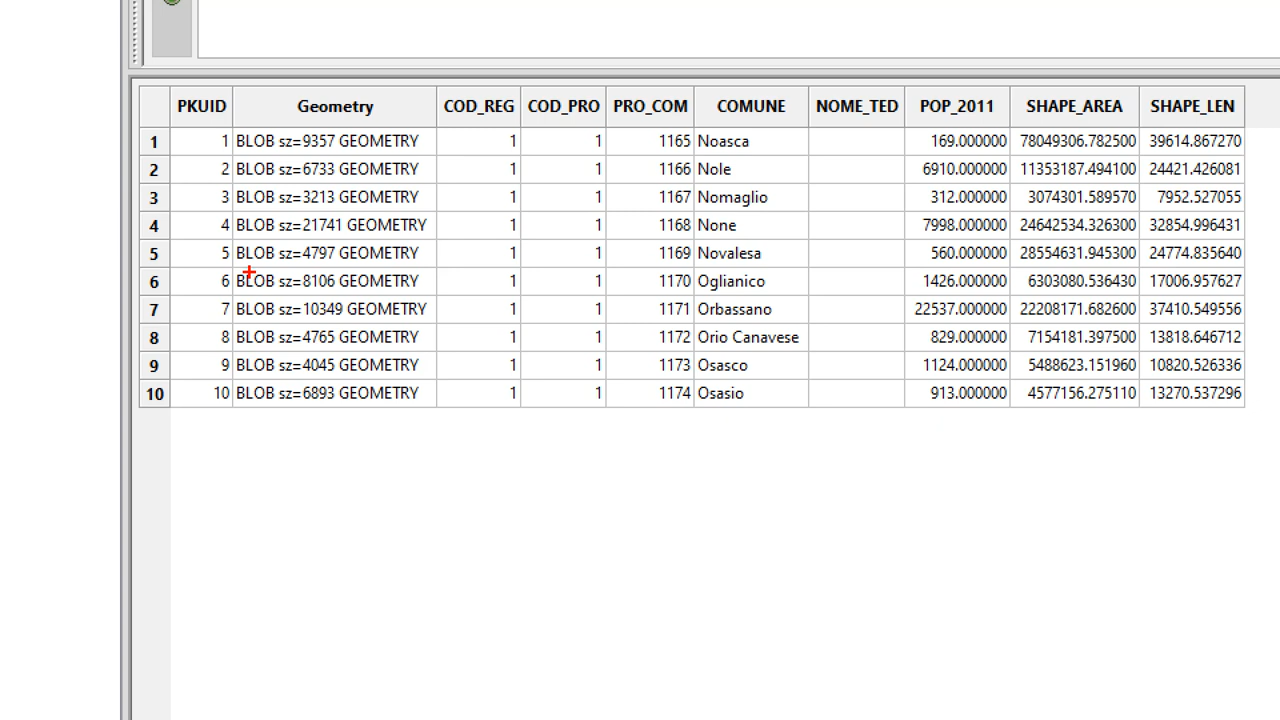 PKUID Geometry COD_REG COD_PRO PRO_COM COMUNE NOME_TED POP_2011 SHAPE_AREA SHAPE_LEN
1 1 BLOB sz=9357 GEOMETRY 1 1 1165 Noasca 169.000000 78049306.782500 39614.867270
2 2 BLOB sz=6733 GEOMETRY 1 1 1166 Nole 6910.000000 11353187.494100 24421.426081
3 3 BLOB sz=3213 GEOMETRY 1 1 1167 Nomaglio 312.000000 3074301.589570 7952.527055
4 4 BLOB sz=21741 GEOMETRY 1 1 1168 None 7998.000000 24642534.326300 32854.996431
5 5 BLOB sz=4797 GEOMETRY 1 1 1169 Novalesa 560.000000 28554631.945300 24774.835640
6 6 BLOB sz=8106 GEOMETRY 1 1 1170 Oglianico 1426.000000 6303080.536430 17006.957627
7 7 BLOB sz=10349 GEOMETRY 1 1 1171 Orbassano 22537.000000 22208171.682600 37410.549556
8 8 BLOB sz=4765 GEOMETRY 1 1 1172 Orio Canavese 829.000000 7154181.397500 13818.646712
9 9 BLOB sz=4045 GEOMETRY 1 1 1173 Osasco 1124.000000 5488623.151960 10820.526336
10 10 BLOB sz=6893 GEOMETRY 1 1 1174 Osasio 913.000000 4577156.275110 13270.537296